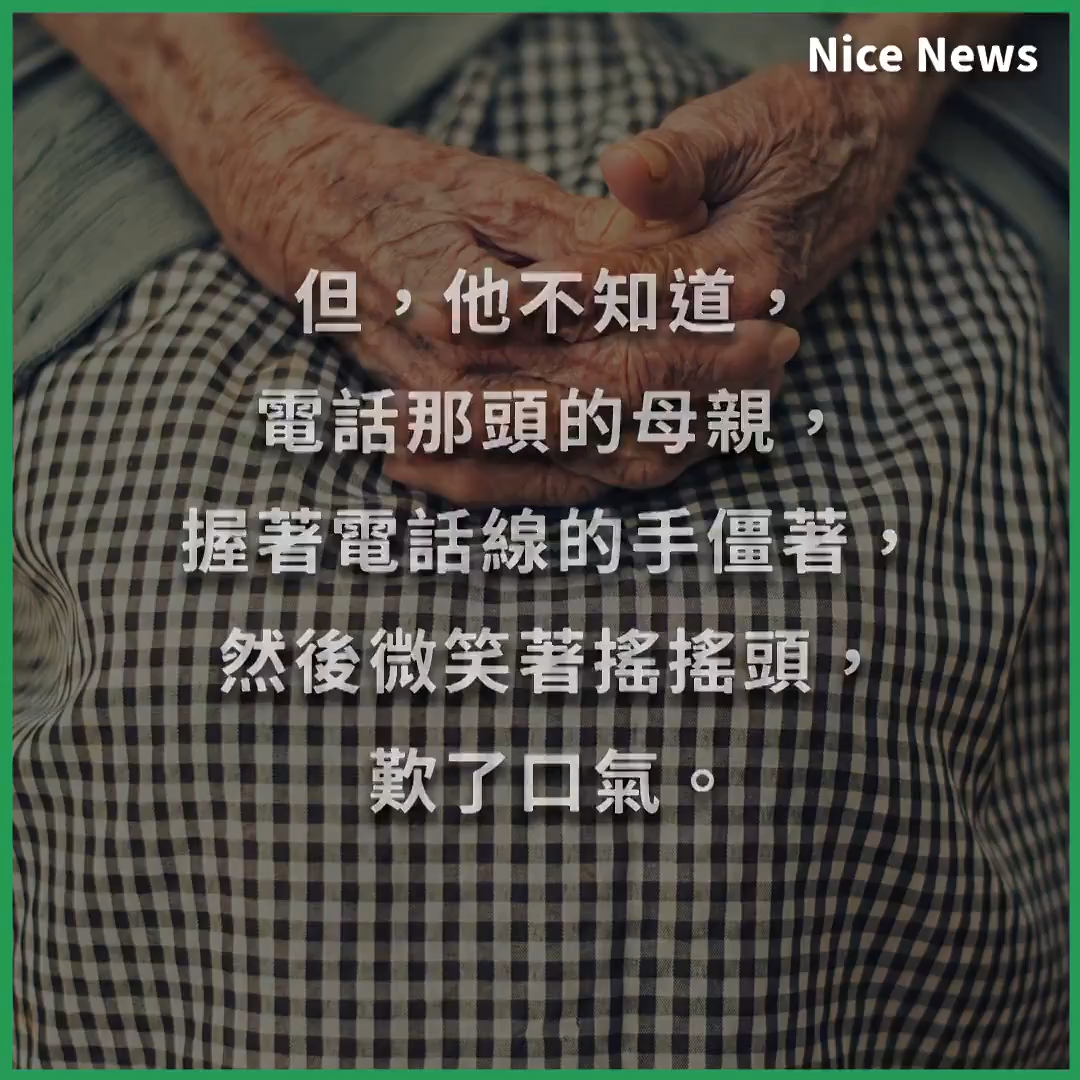 Nice News
但，他不知道，
電話那頭的母親，
握著電話線的手僵著，
然後微笑著搖搖頭，
歎了口氣。